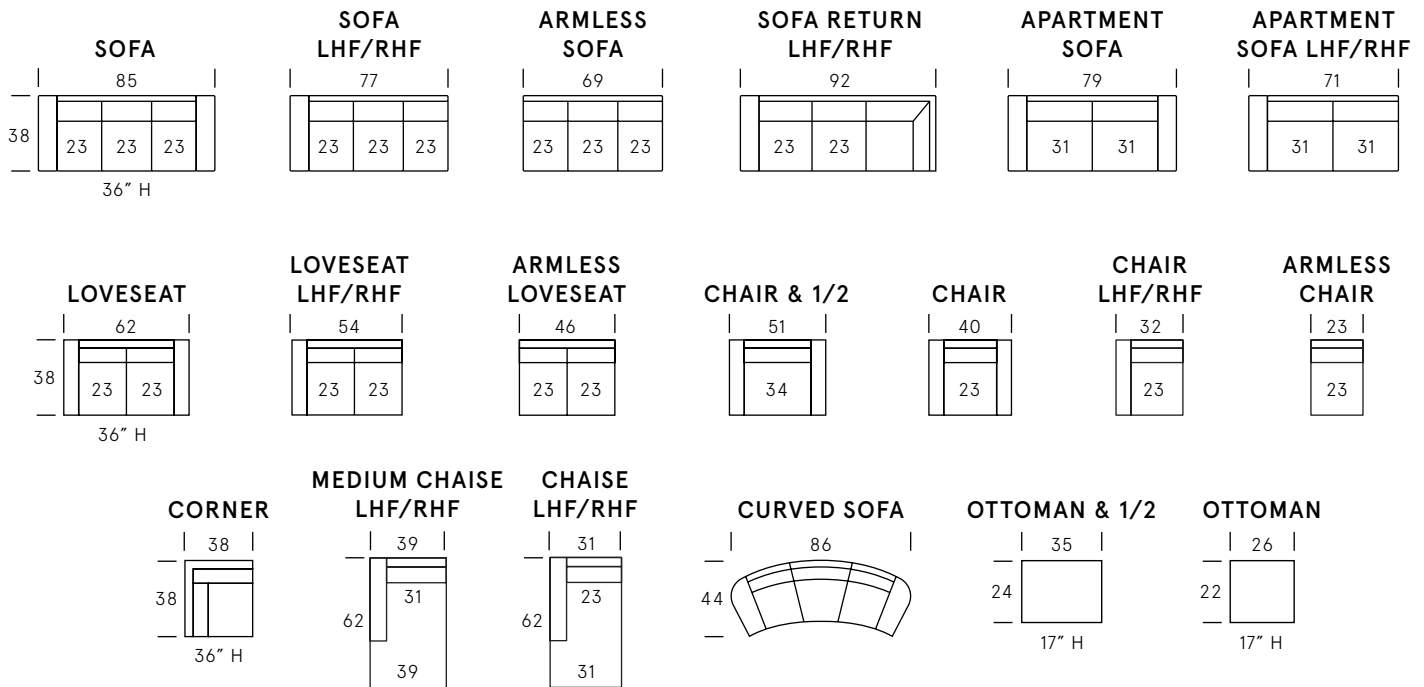 SOFA
SOFA
LHF/RHF
ARMLESS
SOFA
SOFA RETURN
LHF/RHF
APARTMENT
SOFA
APARTMENT
SOFA LHF/RHF
85
77
69
92
79
71
38
23 23 23
23 23 23
23 23 23
23 23
31 31
31 31
36″ H
LOVESEAT
LOVESEAT
LHF/RHF
ARMLESS
LOVESEAT
CHAIR & 1/2
CHAIR
CHAIR
LHF/RHF
ARMLESS
CHAIR
62
54
46
51
40
32
23
38
23 23
23 23
23 23
34
23
23
23
36″ H
CORNER
MEDIUM CHAISE
LHF/RHF
CHAISE
LHF/RHF
CURVED SOFA
OTTOMAN & 1/2
OTTOMAN
38
39
31
86
35
26
38
36″ H
62
31
39
62
23
31
44
24
17″ H
22
17″ H